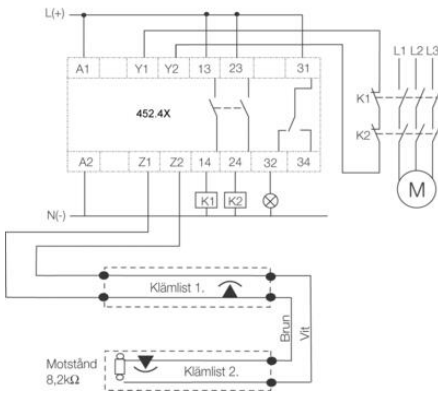 L(+)
A1 Y1 Y2 13 23 31
L1 L2 L3
452.4X
K1
K2
A2 Z1 Z2 14 24 32 34
K1 K2
M
N(-)
Klämlist 1.
Brun
Vit
Motstånd
8,2kΩ
Klämlist 2.